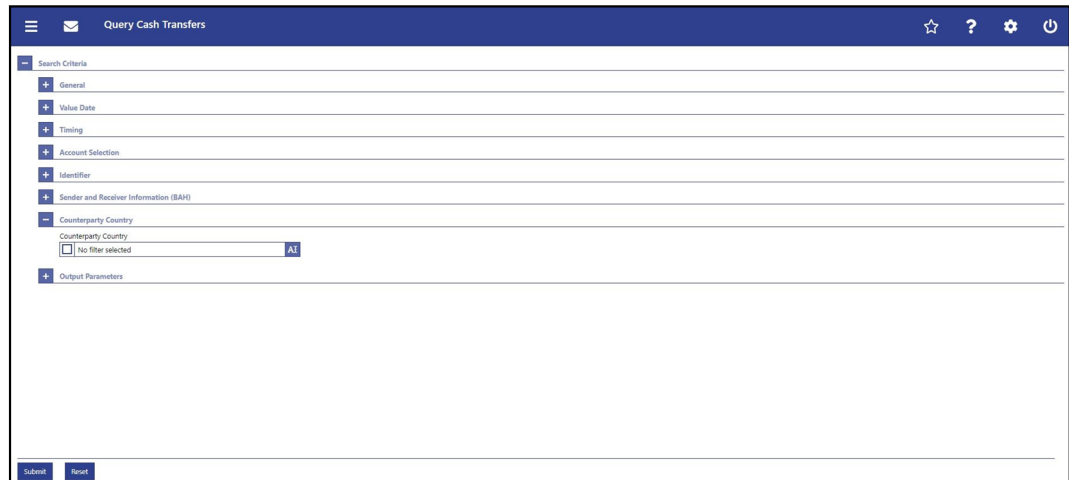 Query Cash Transfers
?
Search Criteria
General
Value Date
Timing
Account Selection
Identifier
Sender and Receiver Information (BAH)
Counterparty Country
Counterparty Country
No filter selected AI
Output Parameters
Submit Reset